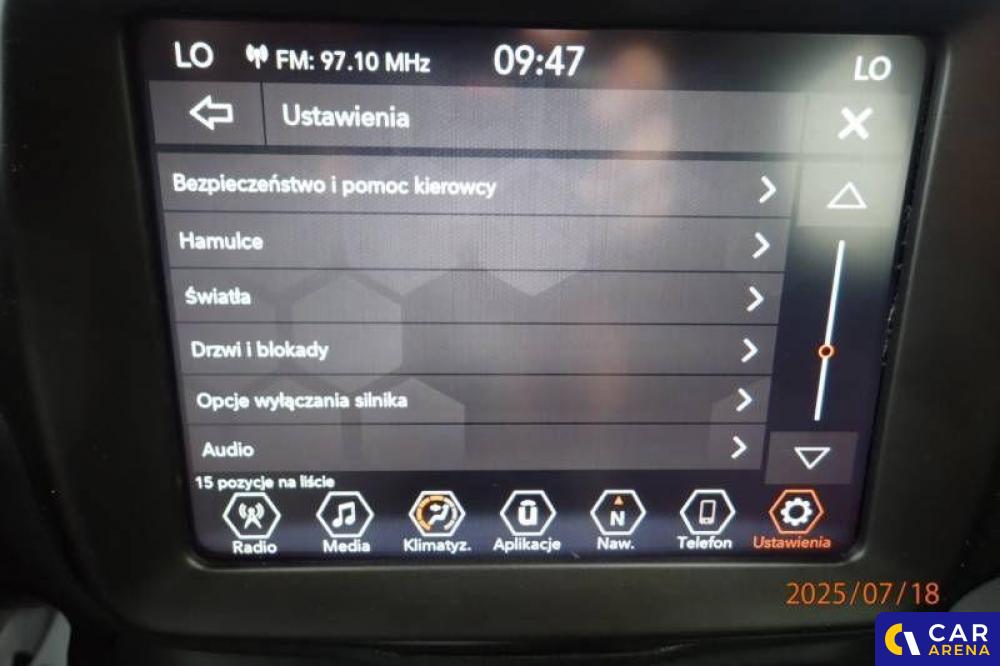 LO FM: 97.10 MHz 09:47 LO
Ustawienia
Bezpieczeństwo i pomoc kierowcy
Hamulce
Światła
Drzwi i blokady
Opcje wyłączania silnika
Audio
15 pozycje na liście
Radio Media Klimatyz. Aplikacje Naw. Telefon Ustawienia
2025/07/18
CAR
ARENA